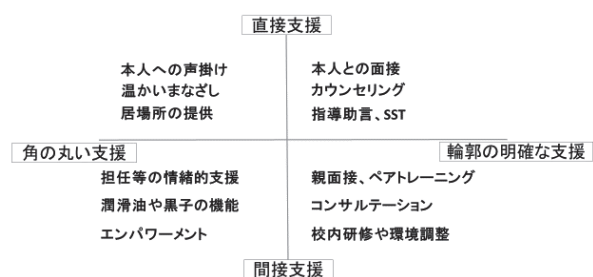 直接支援
本人への声掛け
温かいまなざし
居場所の提供
本人との面接
カウンセリング
指導助言、SST
角の丸い支援
輪郭の明確な支援
担任等の情緒的支援
潤滑油や黒子の機能
エンパワーメント
親面接、ペアトレーニング
コンサルテーション
校内研修や環境調整
間接支援